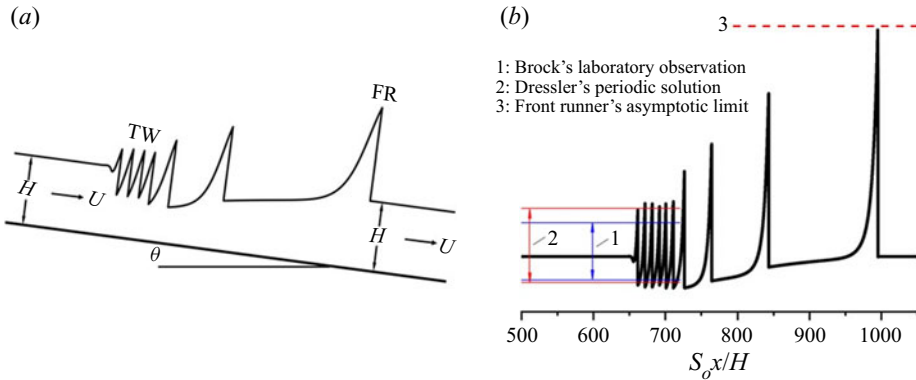 (a)
FR
TW
H
U
H
U
θ
(b)
3
1: Brock's laboratory observation
2: Dressler's periodic solution
3: Front runner's asymptotic limit
2
1
500 600 700 800 900 1000
Sₒx/H